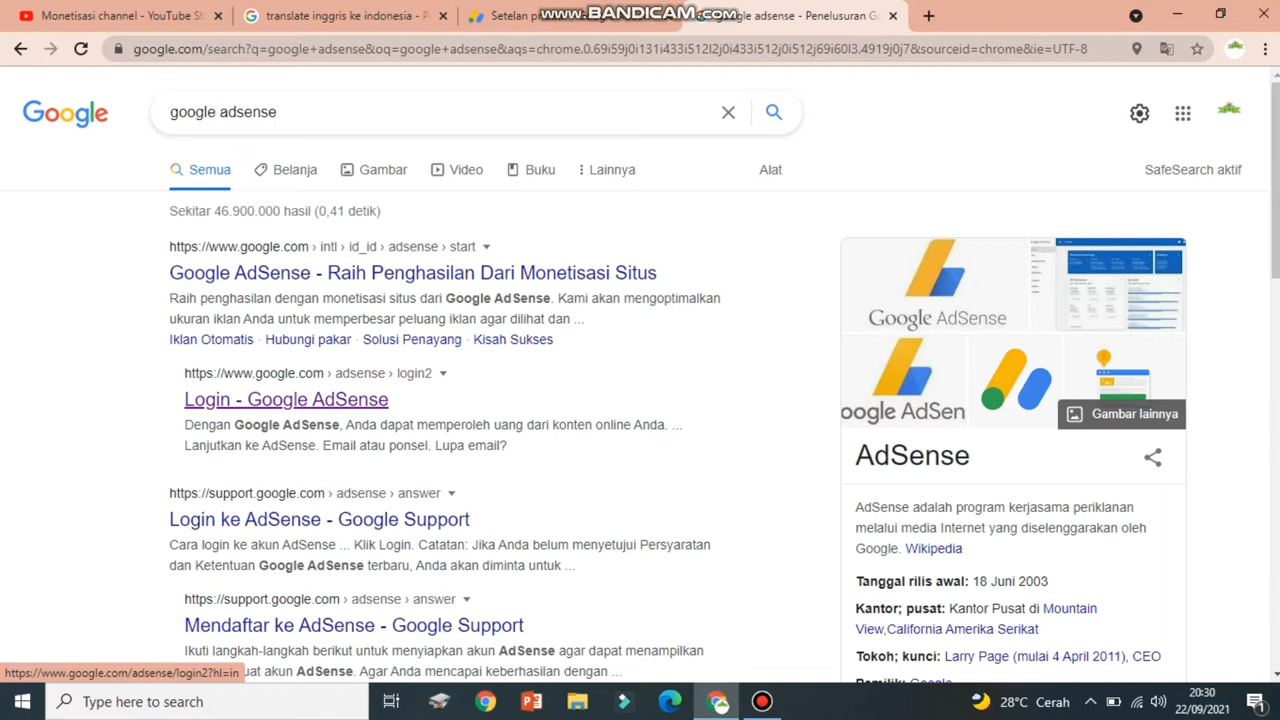 Monetisasi channel - YouTube St
translate inggris ke indonesia - P
Setelan p
www.BANDICAM.com
google adsense - Penelusuran Go
google.com/search?q=google+adsense&oq=google+adsense&aqs=chrome.0.69i59j0i131i433i512l2j0i433i512j0i512j69i60l3.4919j0j7&sourceid=chrome&ie=UTF-8
Google
google adsense
Semua
Belanja
Gambar
Video
Buku
Lainnya
Alat
SafeSearch aktif
Sekitar 46.900.000 hasil (0,41 detik)
https://www.google.com › intl › id_id › adsense › start
Google AdSense - Raih Penghasilan Dari Monetisasi Situs
Raih penghasilan dengan monetisasi situs dari Google AdSense. Kami akan mengoptimalkan
ukuran iklan Anda untuk memperbesar peluang iklan agar dilihat dan ...
Iklan Otomatis · Hubungi pakar · Solusi Penayang · Kisah Sukses
https://www.google.com › adsense › login2
Login - Google AdSense
Dengan Google AdSense, Anda dapat memperoleh uang dari konten online Anda. ...
Lanjutkan ke AdSense. Email atau ponsel. Lupa email?
https://support.google.com › adsense › answer
Login ke AdSense - Google Support
Cara login ke akun AdSense ... Klik Login. Catatan: Jika Anda belum menyetujui Persyaratan
dan Ketentuan Google AdSense terbaru, Anda akan diminta untuk ...
https://support.google.com › adsense › answer
Mendaftar ke AdSense - Google Support
Ikuti langkah-langkah berikut untuk menyiapkan akun AdSense agar dapat menampilkan
uat akun AdSense. Agar Anda mencapai keberhasilan dengan ...
https://www.google.com/adsense/login2?hl=in
Google AdSense
oogle AdSen
Gambar lainnya
AdSense
AdSense adalah program kerjasama periklanan
melalui media Internet yang diselenggarakan oleh
Google. Wikipedia
Tanggal rilis awal: 18 Juni 2003
Kantor; pusat: Kantor Pusat di Mountain
View,California Amerika Serikat
Tokoh; kunci: Larry Page (mulai 4 April 2011), CEO
Pemilik: Google
Type here to search
28°C Cerah
20:30
22/09/2021
1